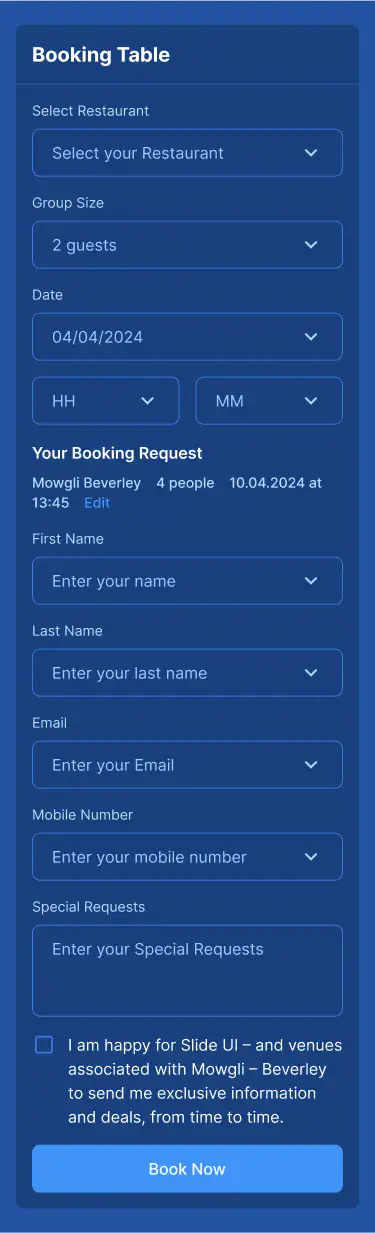 Booking Table
Select Restaurant
Select your Restaurant
Group Size
2 guests
Date
04/04/2024
HH MM
Your Booking Request
Mowgli Beverley 4 people 10.04.2024 at
13:45 Edit
First Name
Enter your name
Last Name
Enter your last name
Email
Enter your Email
Mobile Number
Enter your mobile number
Special Requests
Enter your Special Requests
I am happy for Slide UI – and venues
associated with Mowgli – Beverley
to send me exclusive information
and deals, from time to time.
Book Now